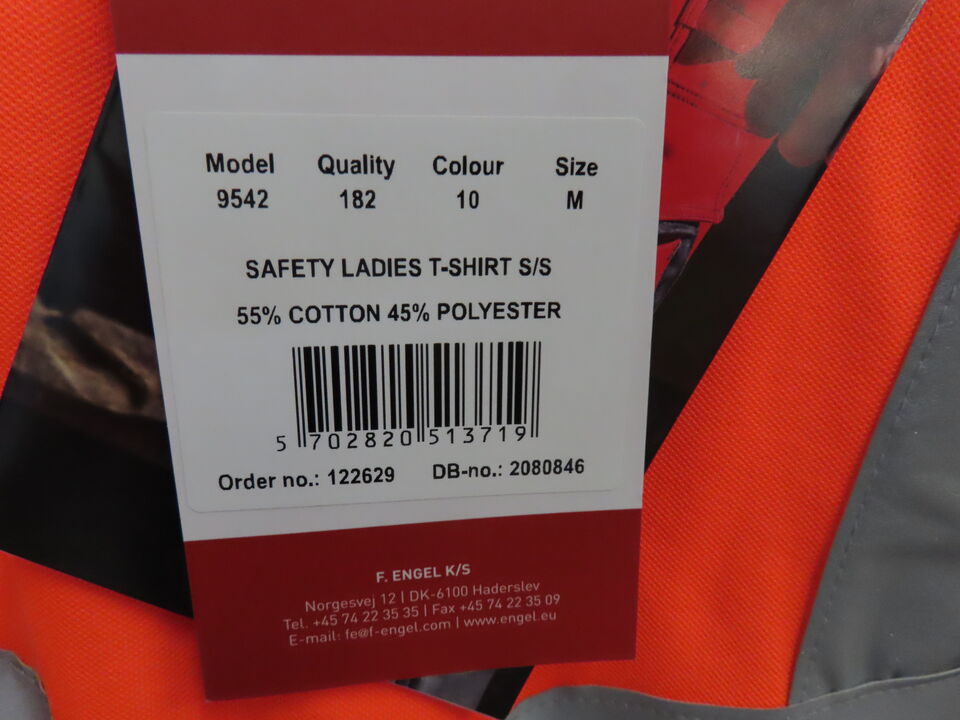 Model Quality Colour Size
9542 182 10 M
SAFETY LADIES T-SHIRT S/S
55% COTTON 45% POLYESTER
5 702820 513719
Order no.: 122629 DB-no.: 2080846
F. ENGEL K/S
Norgesvej 12 | DK-6100 Haderslev
Tel. +45 74 22 35 35 | Fax +45 74 22 35 09
E-mail: fe@f-engel.com | www.engel.eu